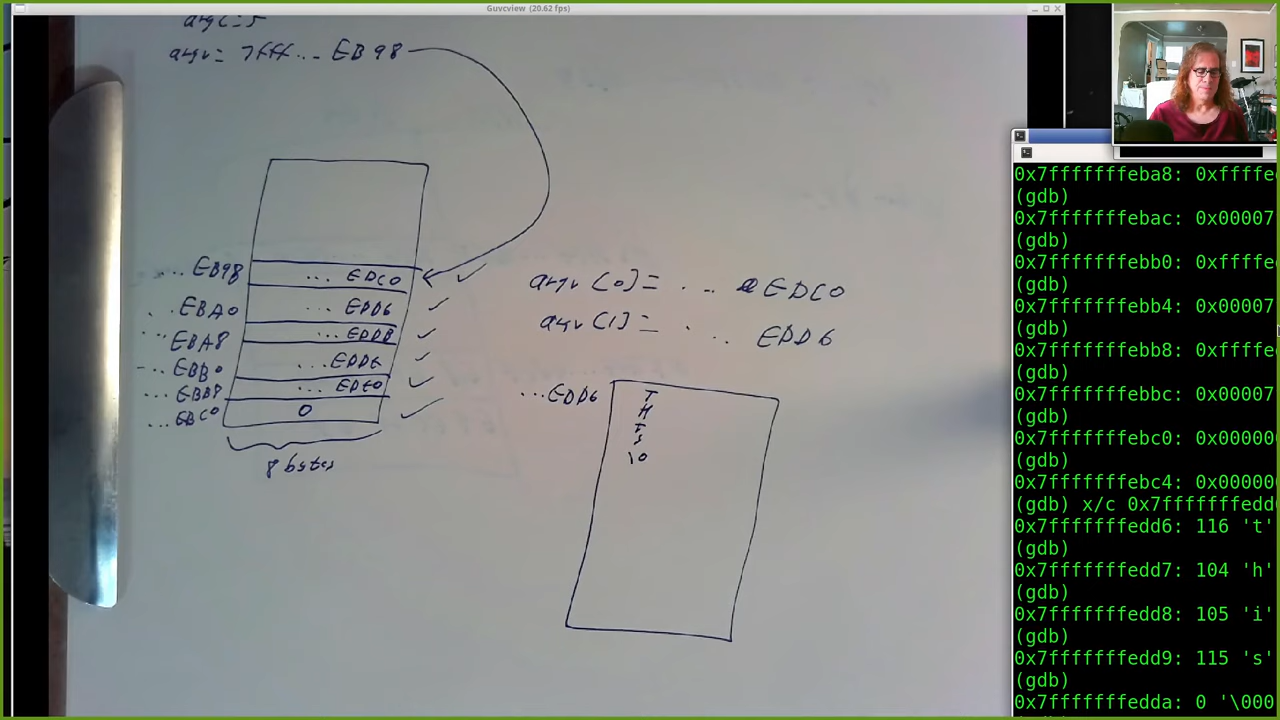 Guvcview (20.62 fps)
argc=5
argv= 7fff... EB98
...EB98 ... EDC0
...EBA0 ... EDD6
...EBA8 ... EDDB
...EBB0 ...
...EBB8 ... EDE0
...EBC0 0
8 bytes
argv[0]= ... EDC0
argv[1]= ... EDD6
...EDD6 T
H
I
S
\0
0x7fffffffeba8: 0xffffe
(gdb)
0x7fffffffebac: 0x00007
(gdb)
0x7fffffffebb0: 0xffffe
(gdb)
0x7fffffffebb4: 0x00007
(gdb)
0x7fffffffebb8: 0xffffe
(gdb)
0x7fffffffebbc: 0x00007
(gdb)
0x7fffffffebc0: 0x00000
(gdb)
0x7fffffffebc4: 0x00000
(gdb) x/c 0x7fffffffedd
0x7fffffffedd6: 116 't'
(gdb)
0x7fffffffedd7: 104 'h'
(gdb)
0x7fffffffedd8: 105 'i'
(gdb)
0x7fffffffedd9: 115 's'
(gdb)
0x7fffffffedda: 0 '\000